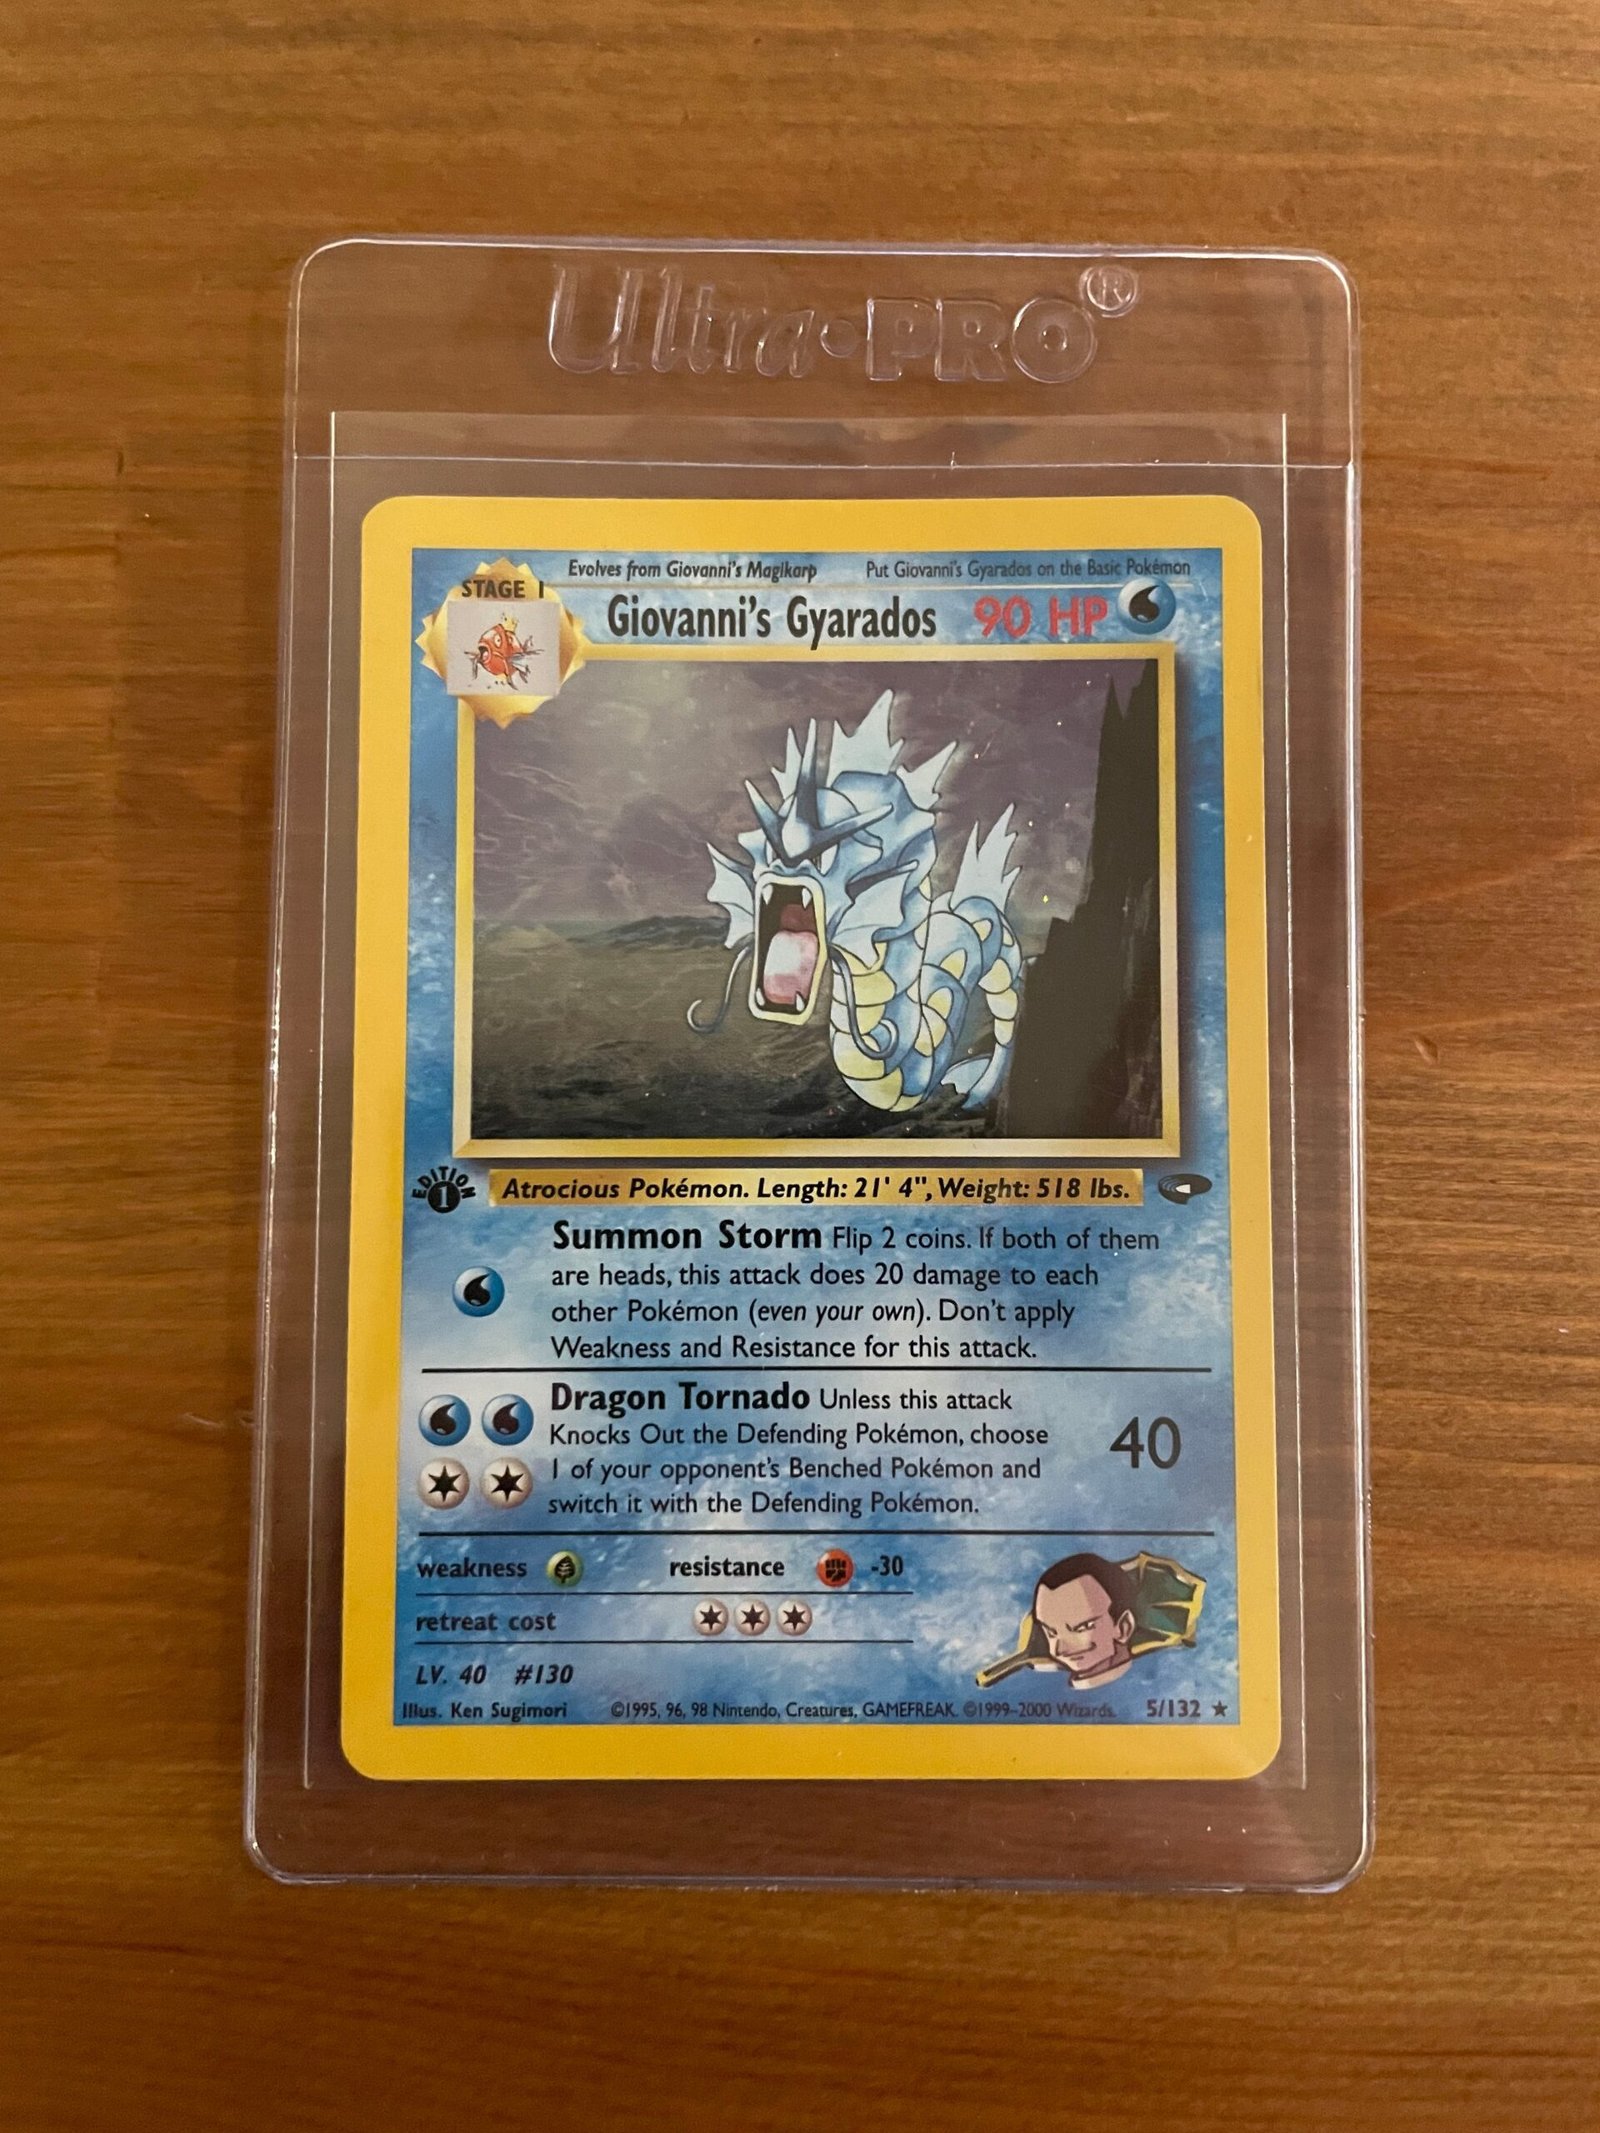 Ultra·PRO®
Evolves from Giovanni's Magikarp Put Giovanni's Gyarados on the Basic Pokémon
STAGE 1
Giovanni's Gyarados 90 HP
EDITION
1
Atrocious Pokémon. Length: 21' 4", Weight: 518 lbs.
Summon Storm Flip 2 coins. If both of them
are heads, this attack does 20 damage to each
other Pokémon (even your own). Don't apply
Weakness and Resistance for this attack.
Dragon Tornado Unless this attack
Knocks Out the Defending Pokémon, choose
1 of your opponent's Benched Pokémon and
switch it with the Defending Pokémon.
40
weakness resistance -30
retreat cost
LV. 40 #130
Illus. Ken Sugimori ©1995, 96, 98 Nintendo, Creatures, GAMEFREAK. ©1999–2000 Wizards. 5/132 ★